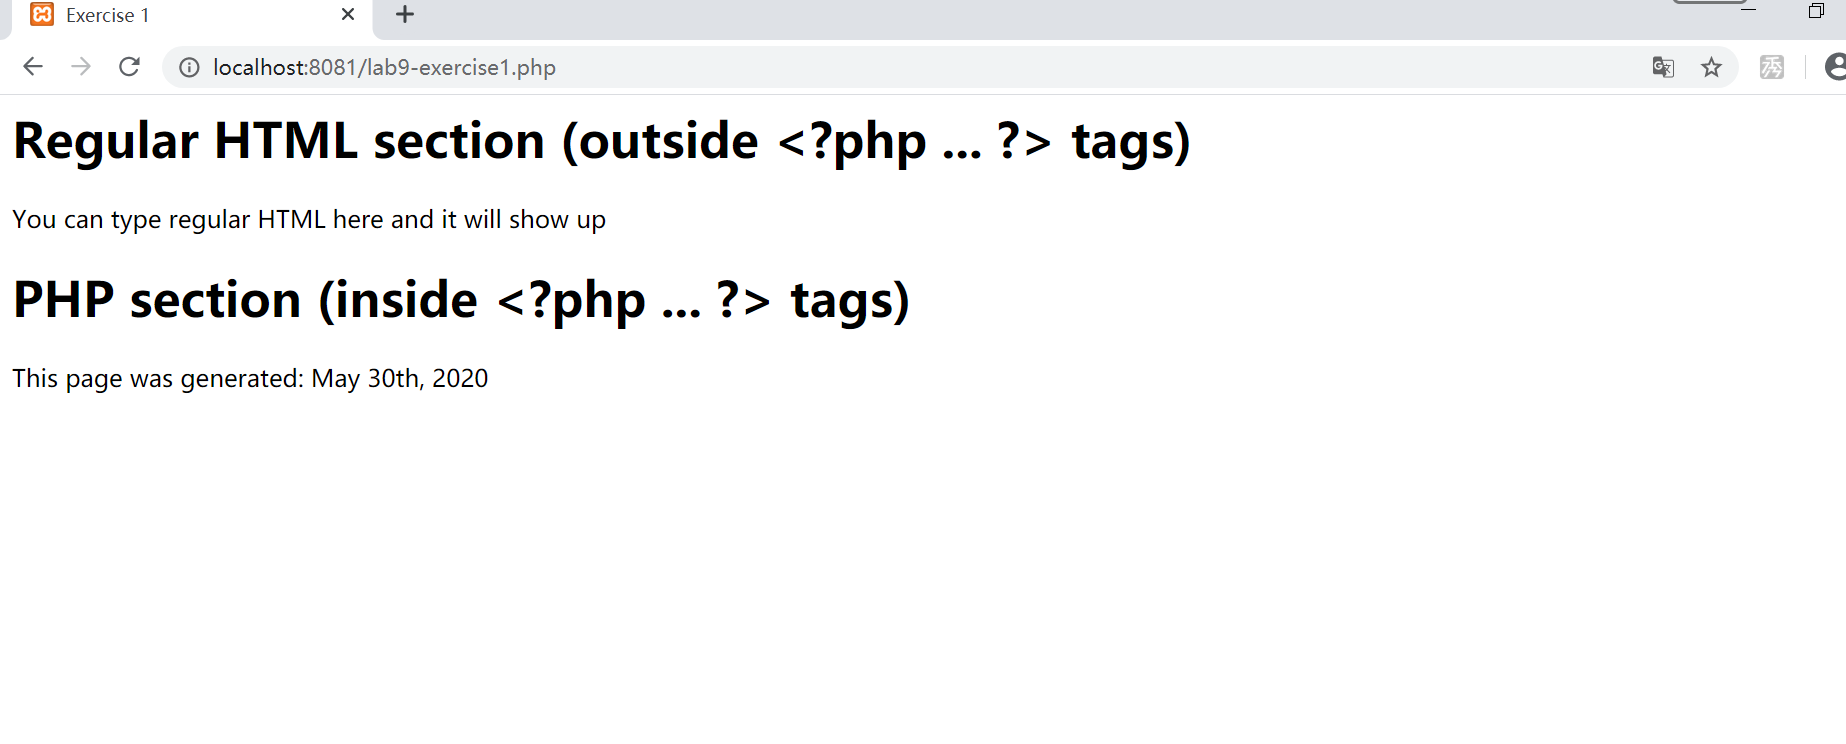 Exercise 1
localhost:8081/lab9-exercise1.php
秀
Regular HTML section (outside <?php ... ?> tags)
You can type regular HTML here and it will show up
PHP section (inside <?php ... ?> tags)
This page was generated: May 30th, 2020